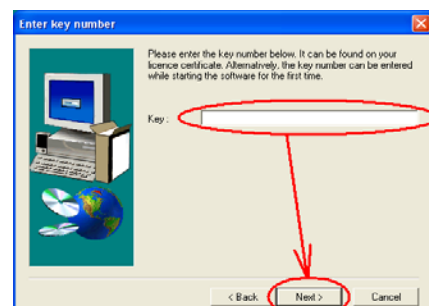 Enter key number
Please enter the key number below. It can be found on your
licence certificate. Alternatively, the key number can be entered
while starting the software for the first time.
Key :
< Back
Next >
Cancel